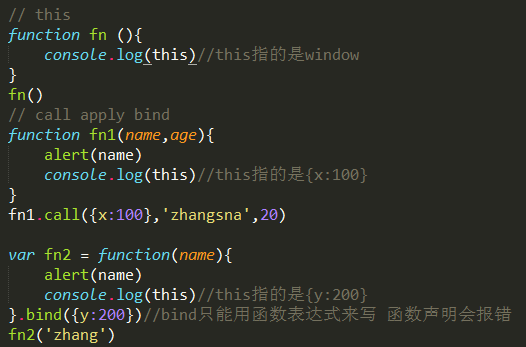 // this
function fn (){
    console.log(this)//this指的是window
}
fn()
// call apply bind
function fn1(name,age){
    alert(name)
    console.log(this)//this指的是{x:100}
}
fn1.call({x:100},'zhangsna',20)
var fn2 = function(name){
    alert(name)
    console.log(this)//this指的是{y:200}
}.bind({y:200})//bind只能用函数表达式来写 函数声明会报错
fn2('zhang')